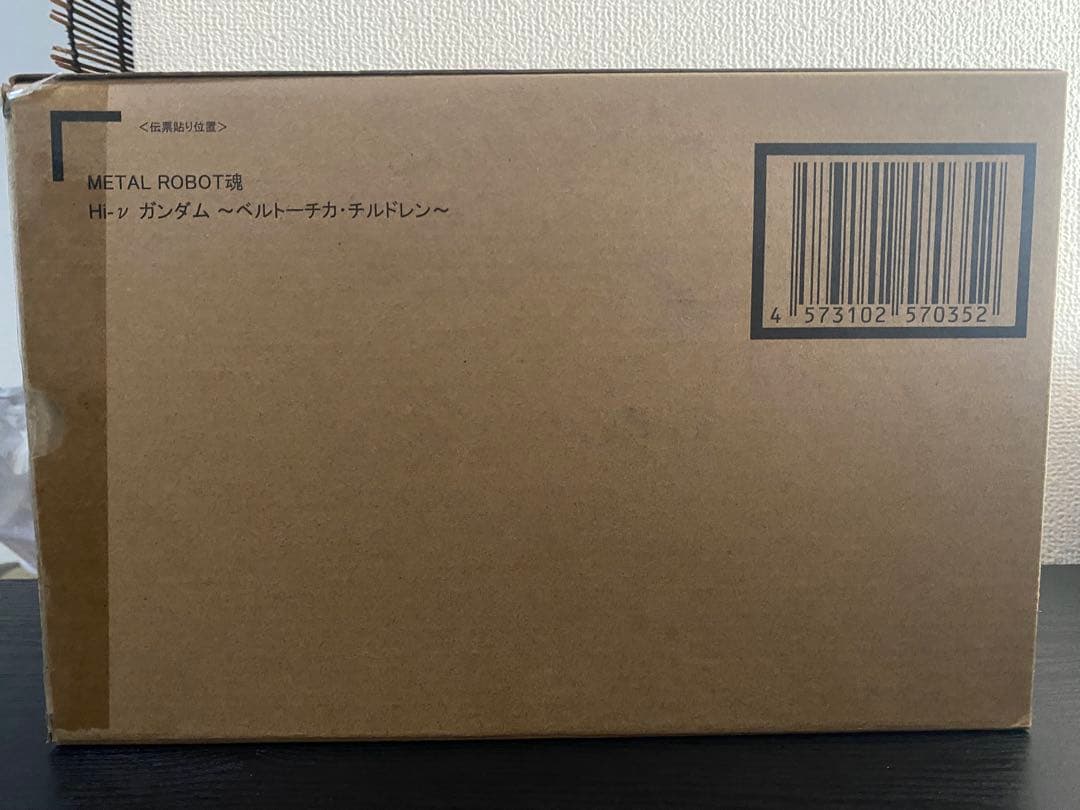 <伝票貼り位置>
METAL ROBOT魂
Hi-ν ガンダム ～ベルトーチカ・チルドレン～
4 573102 570352